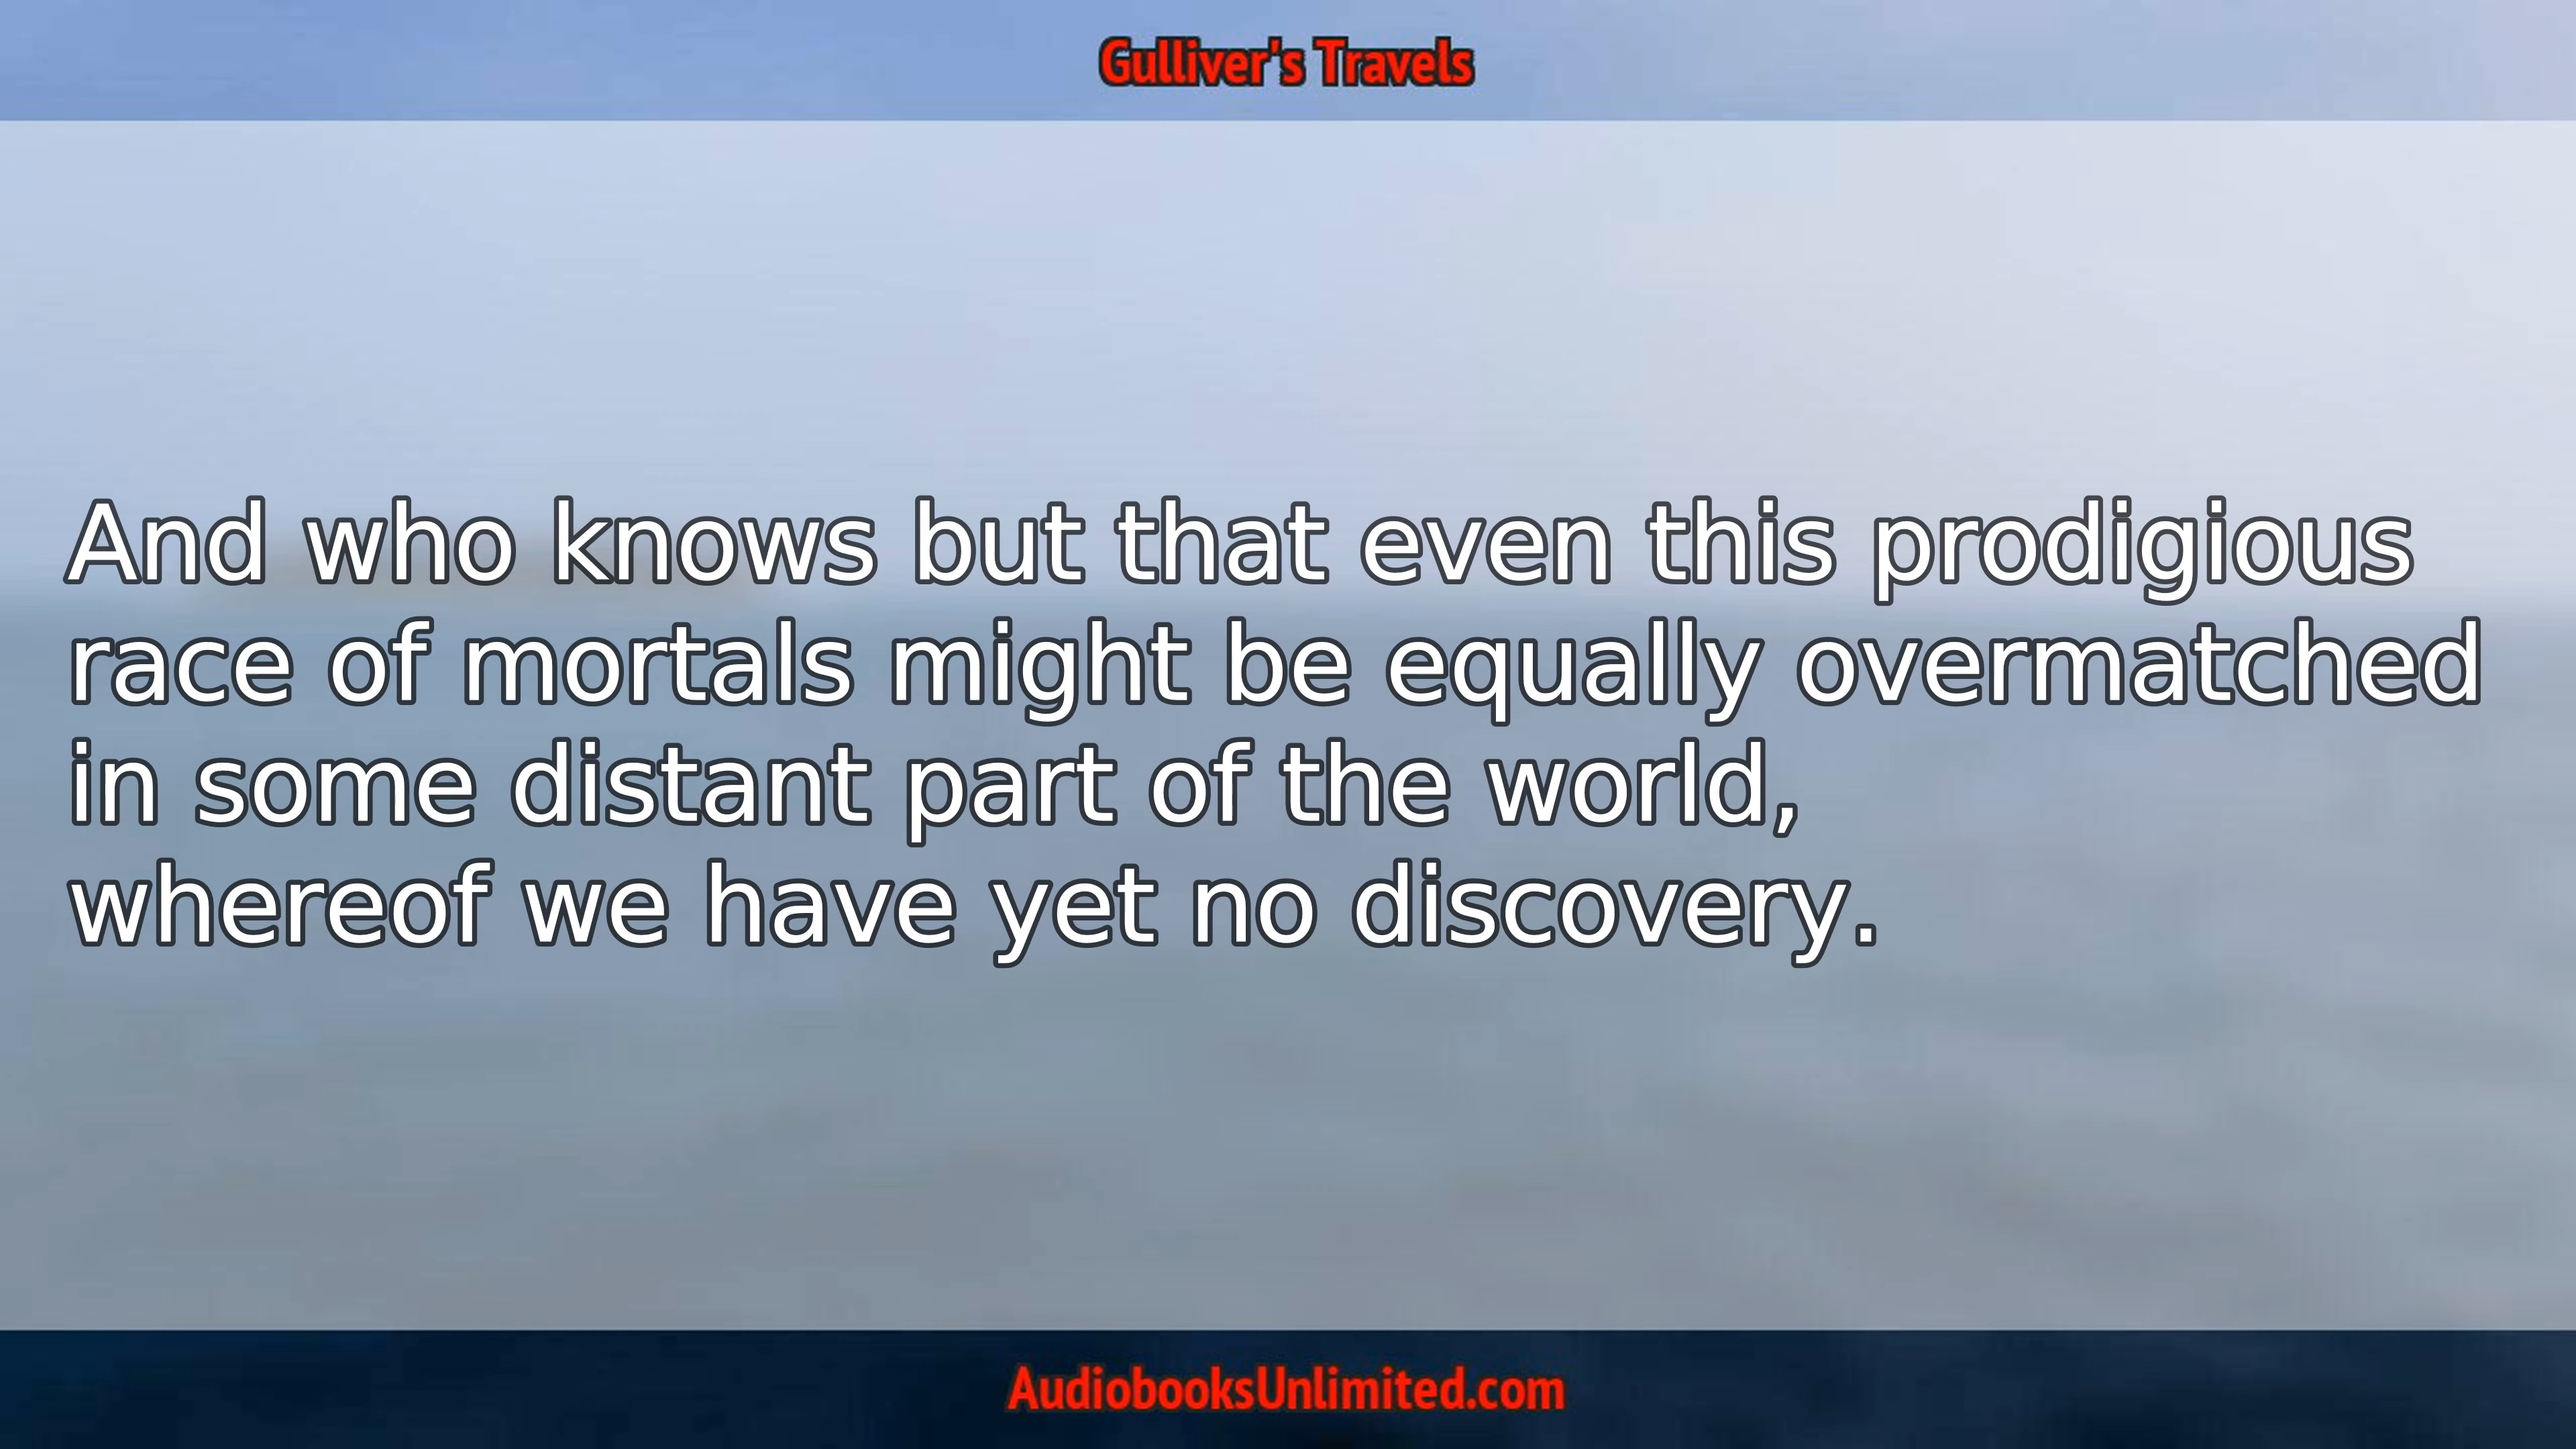 Gulliver's Travels
And who knows but that even this prodigious
race of mortals might be equally overmatched
in some distant part of the world,
whereof we have yet no discovery.
AudiobooksUnlimited.com